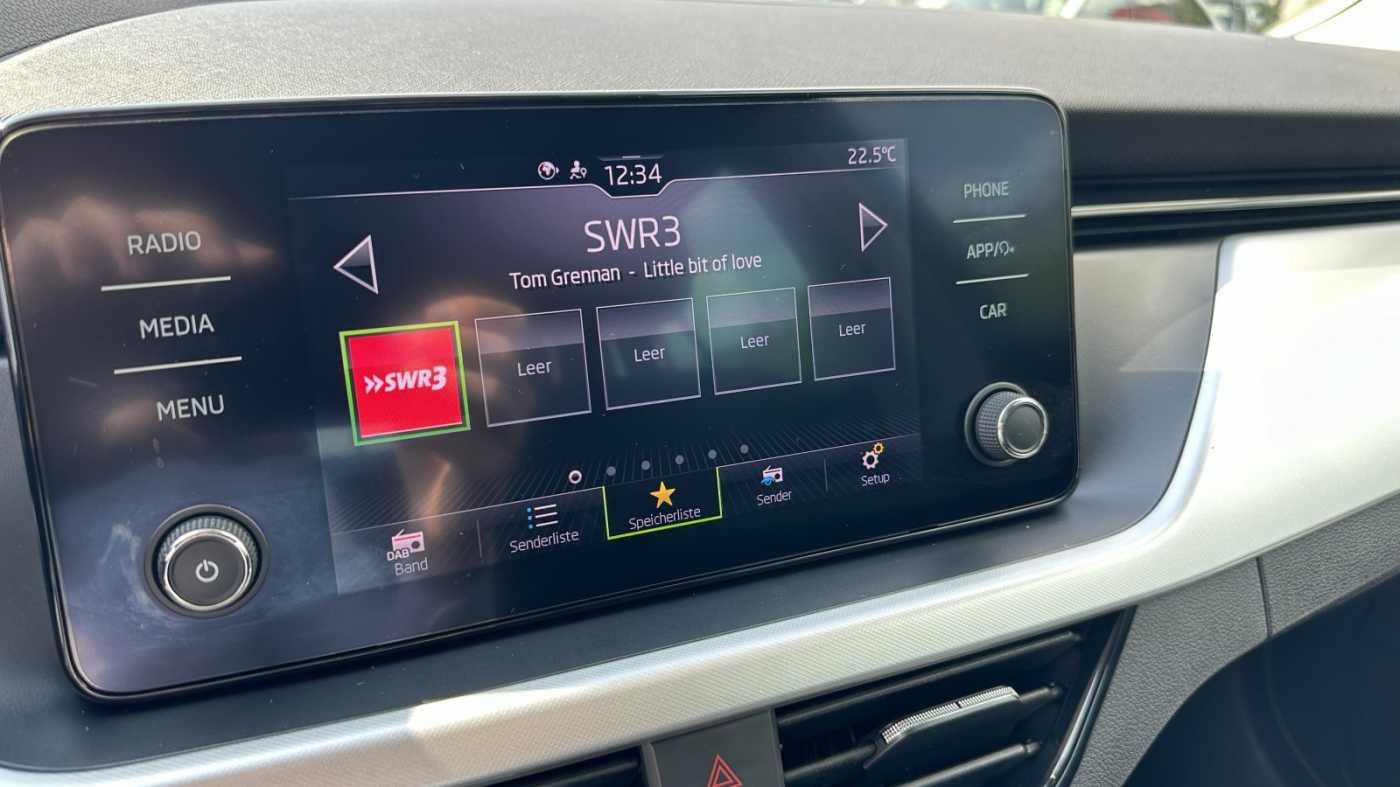 12:34
22.5°C
SWR3
Tom Grennan - Little bit of love
RADIO
MEDIA
MENU
PHONE
APP/
CAR
»SWR3
Leer
Leer
Leer
Leer
DAB
Band
Senderliste
Speicherliste
Sender
Setup